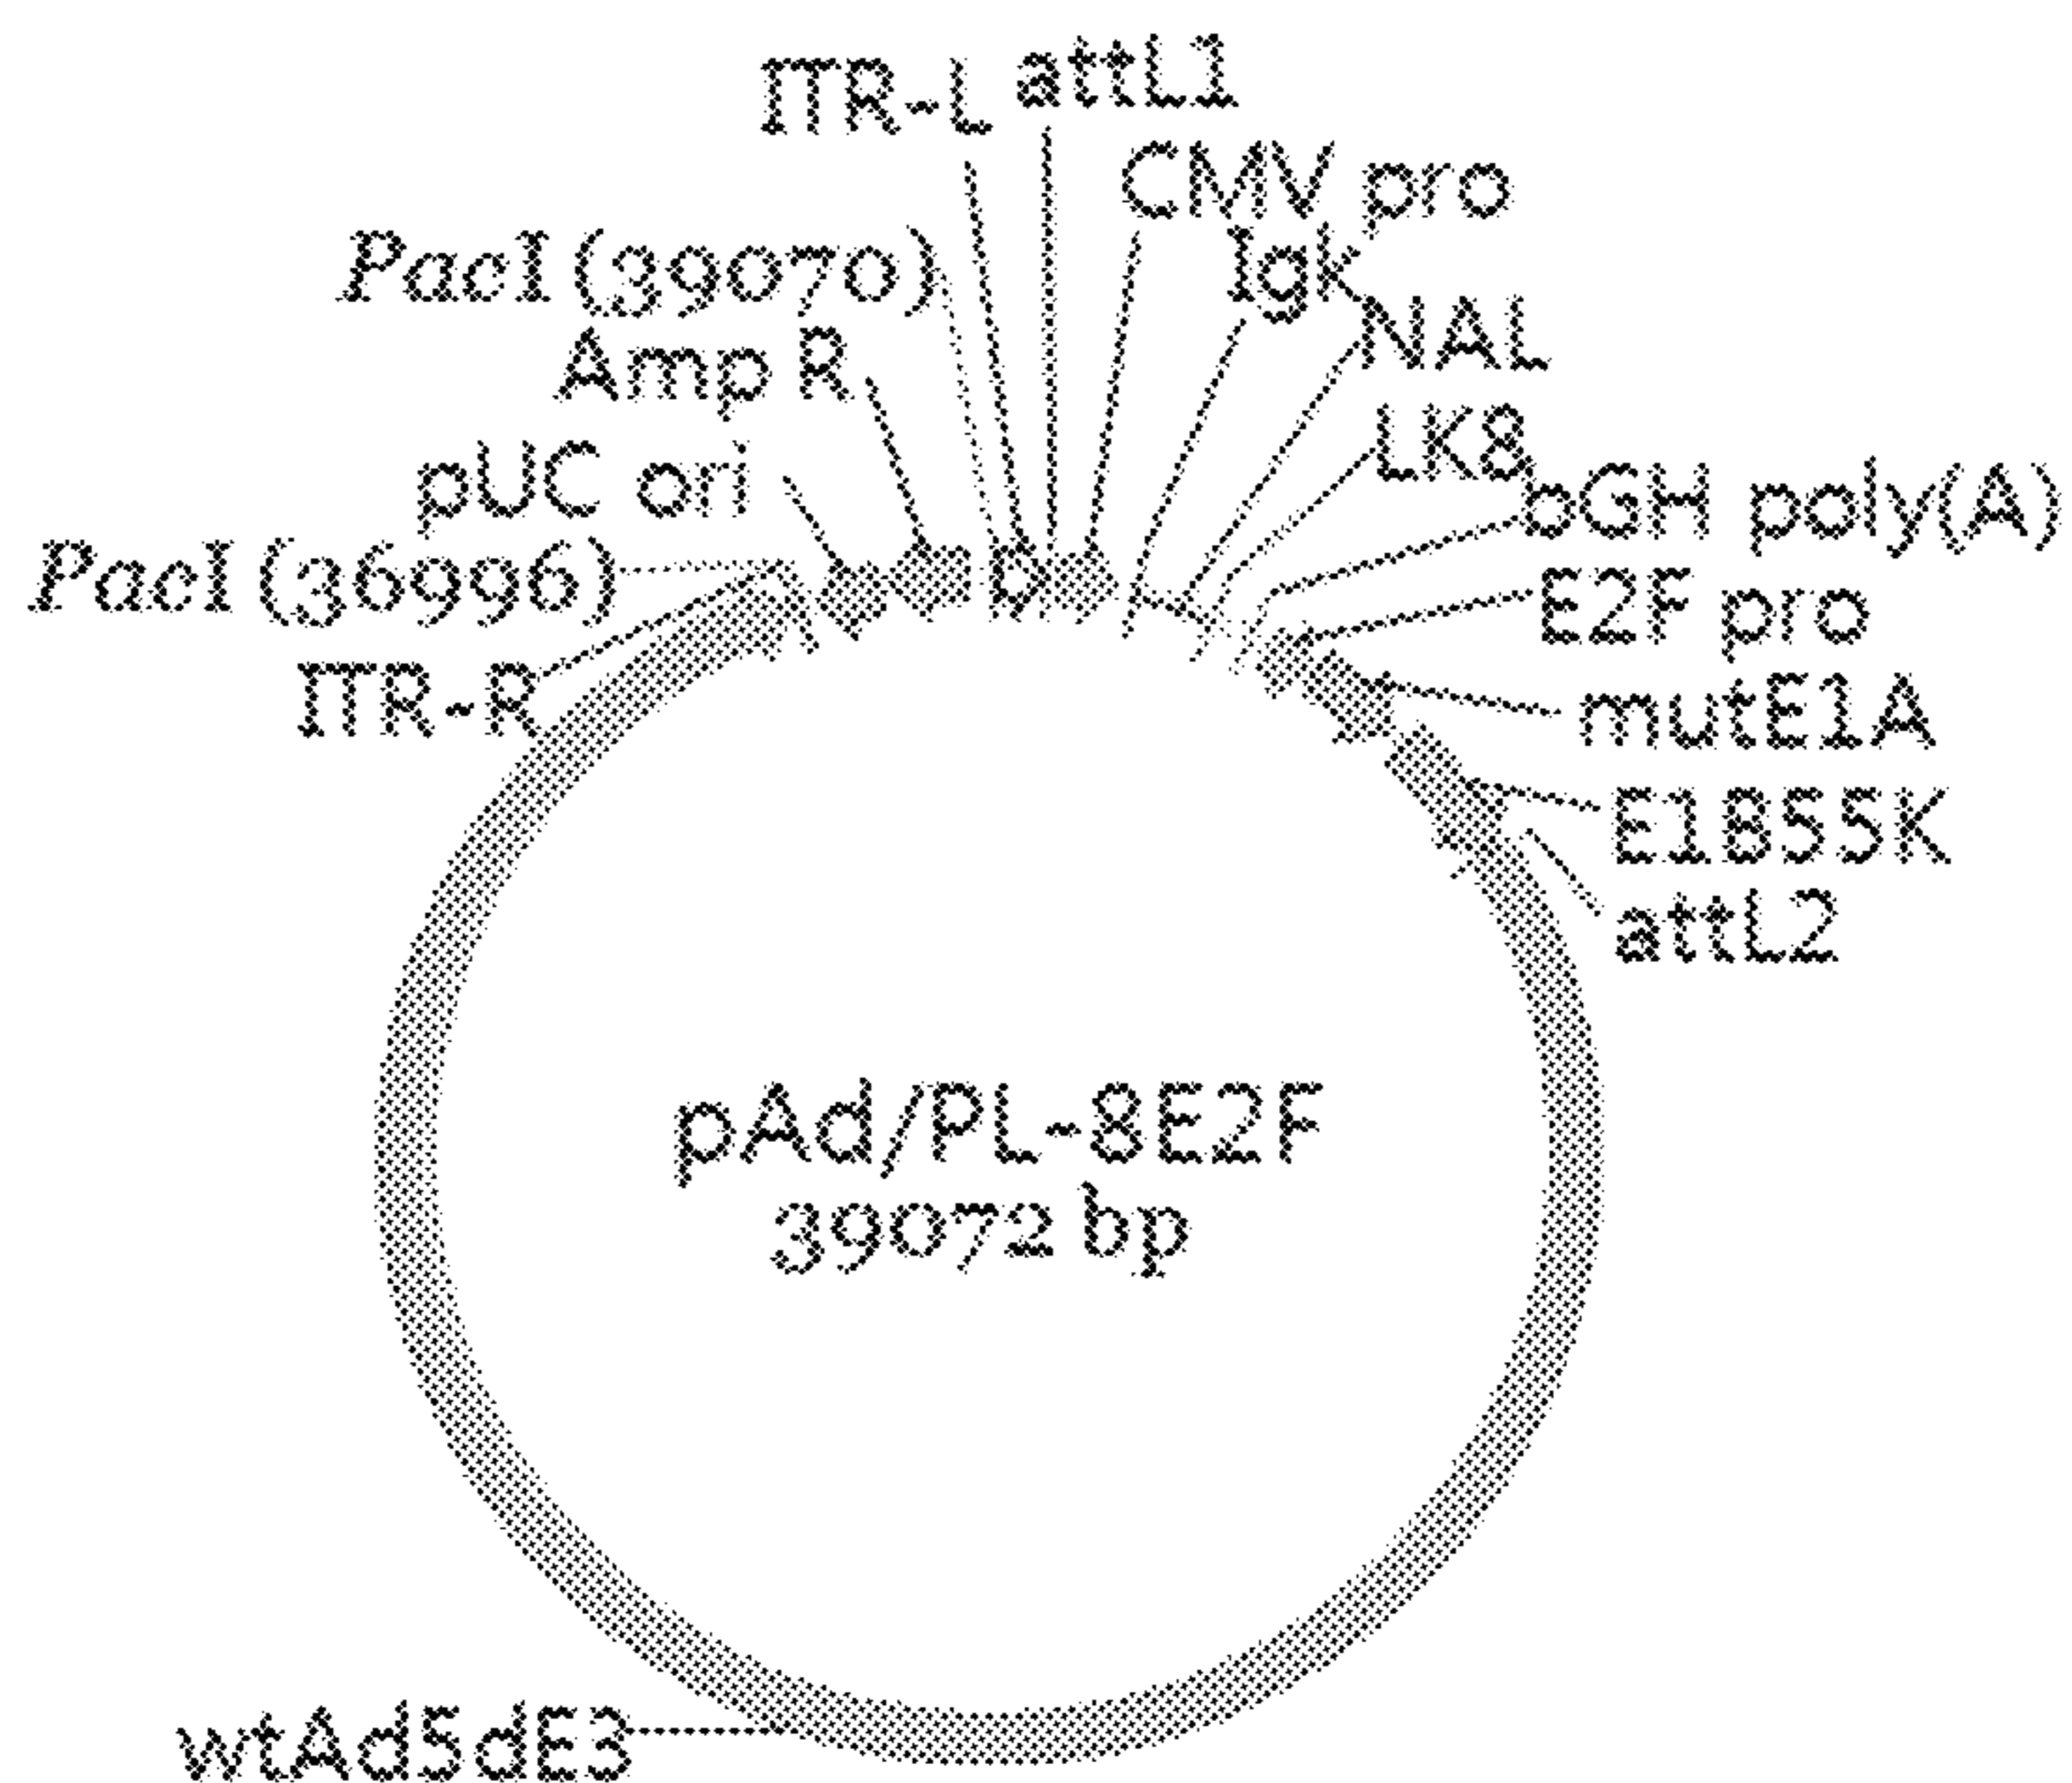 ITR-L
attL1
CMV pro
PacI (39070)
Igk
Amp R
NAL
pUC ori
LK8
bGH poly(A)
PacI (36996)
E2F pro
ITR-R
mutE1A
E1B55K
attL2
pAd/PL-8E2F
39072 bp
wtAd5dE3